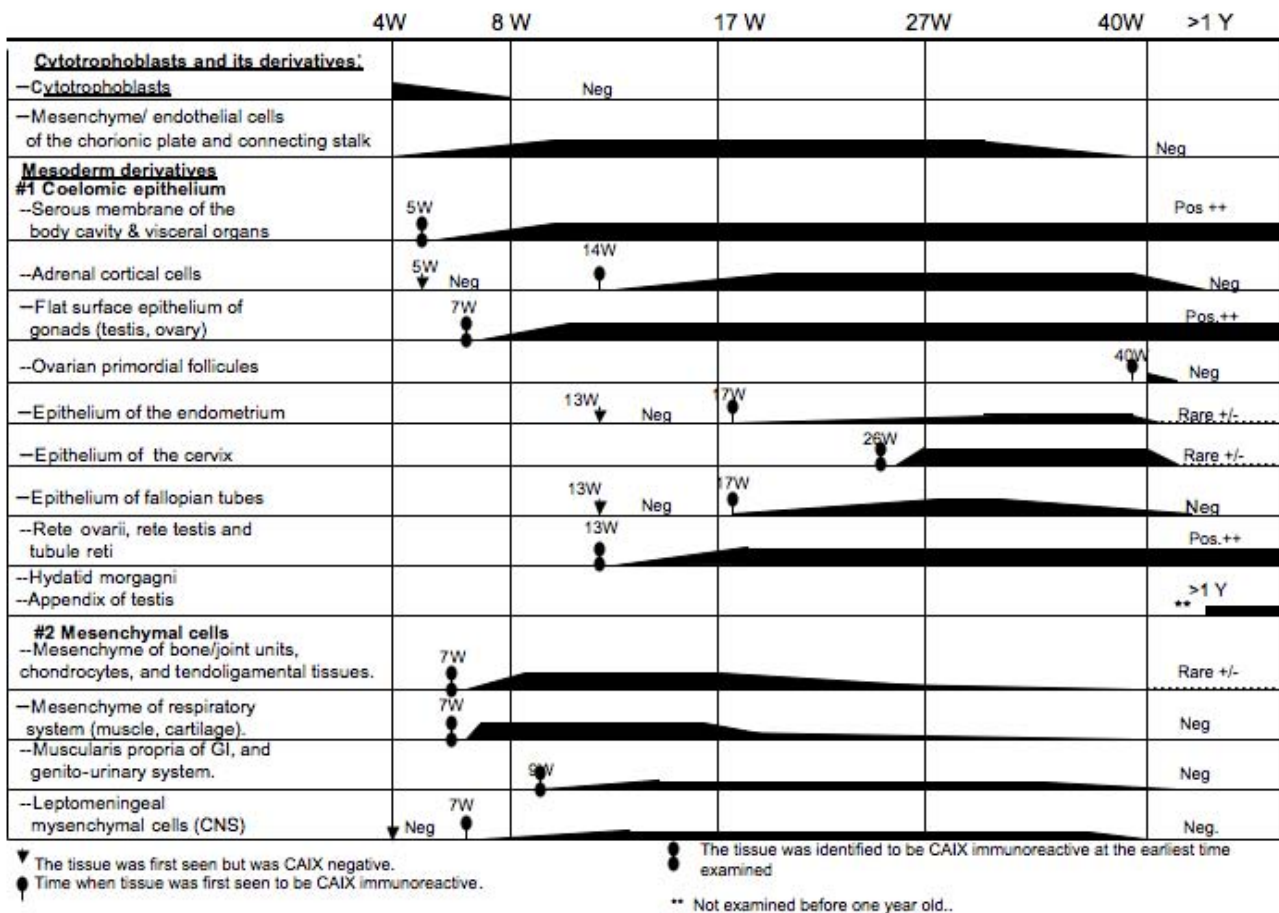 4W 8 W 17 W 27W 40W >1 Y
Cytotrophoblasts and its derivatives:
—Cytotrophoblasts Neg
—Mesenchyme/ endothelial cells
of the chorionic plate and connecting stalk Neg
Mesoderm derivatives
#1 Coelomic epithelium
--Serous membrane of the 5W Pos ++
body cavity & visceral organs
14W
--Adrenal cortical cells 5W Neg Neg
—Flat surface epithelium of 7W
gonads (testis, ovary) Pos.++
--Ovarian primordial follicules 40W Neg
—Epithelium of the endometrium 13W Neg 17W Rare +/-
—Epithelium of the cervix 26W Rare +/-
—Epithelium of fallopian tubes 13W Neg 17W Neg
--Rete ovarii, rete testis and 13W Pos.++
tubule reti
--Hydatid morgagni
--Appendix of testis ** >1 Y
#2 Mesenchymal cells
--Mesenchyme of bone/joint units,
chondrocytes, and tendoligamental tissues. 7W Rare +/-
—Mesenchyme of respiratory 7W
system (muscle, cartilage). Neg
--Muscularis propria of GI, and
genito-urinary system. 9W Neg
--Leptomeningeal 7W
mysenchymal cells (CNS) Neg Neg.
The tissue was first seen but was CAIX negative.
Time when tissue was first seen to be CAIX immunoreactive.
The tissue was identified to be CAIX immunoreactive at the earliest time
examined
** Not examined before one year old..